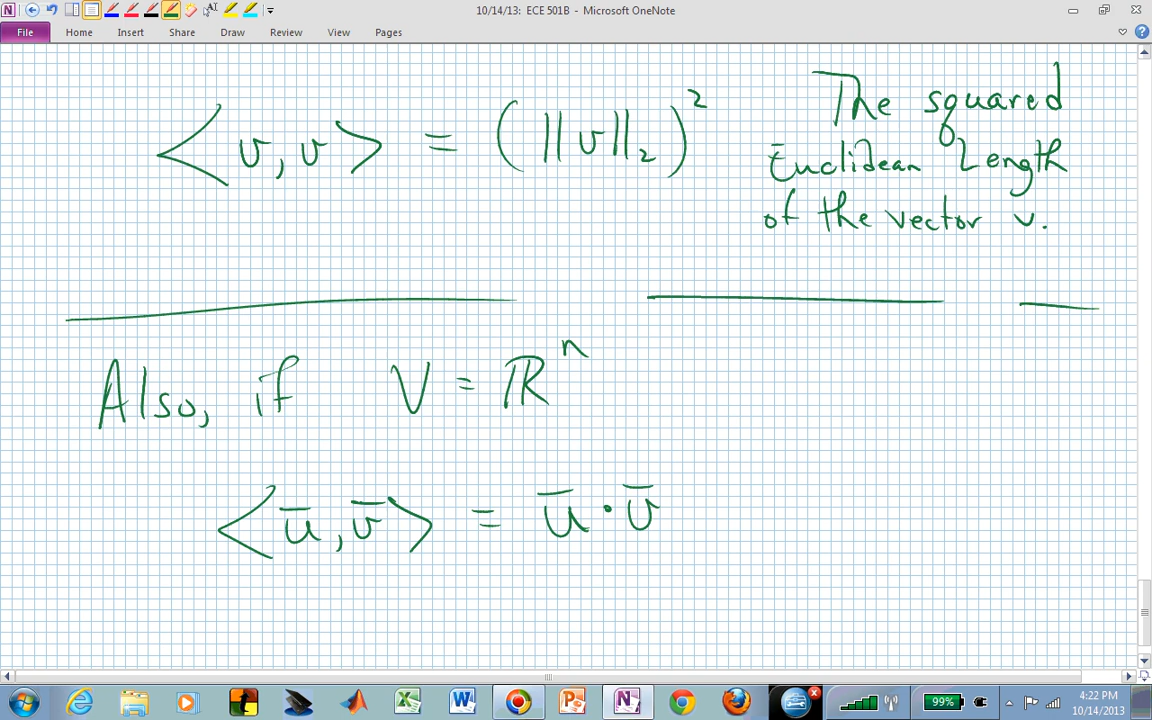 10/14/13: ECE 501B - Microsoft OneNote
File Home Insert Share Draw Review View Pages
<v, v> = (||v||₂)² The squared
Euclidean Length
of the vector v.
Also, if V = ℝⁿ
<u̅, v̅> = u̅ · v̅
99% 4:22 PM
10/14/2013